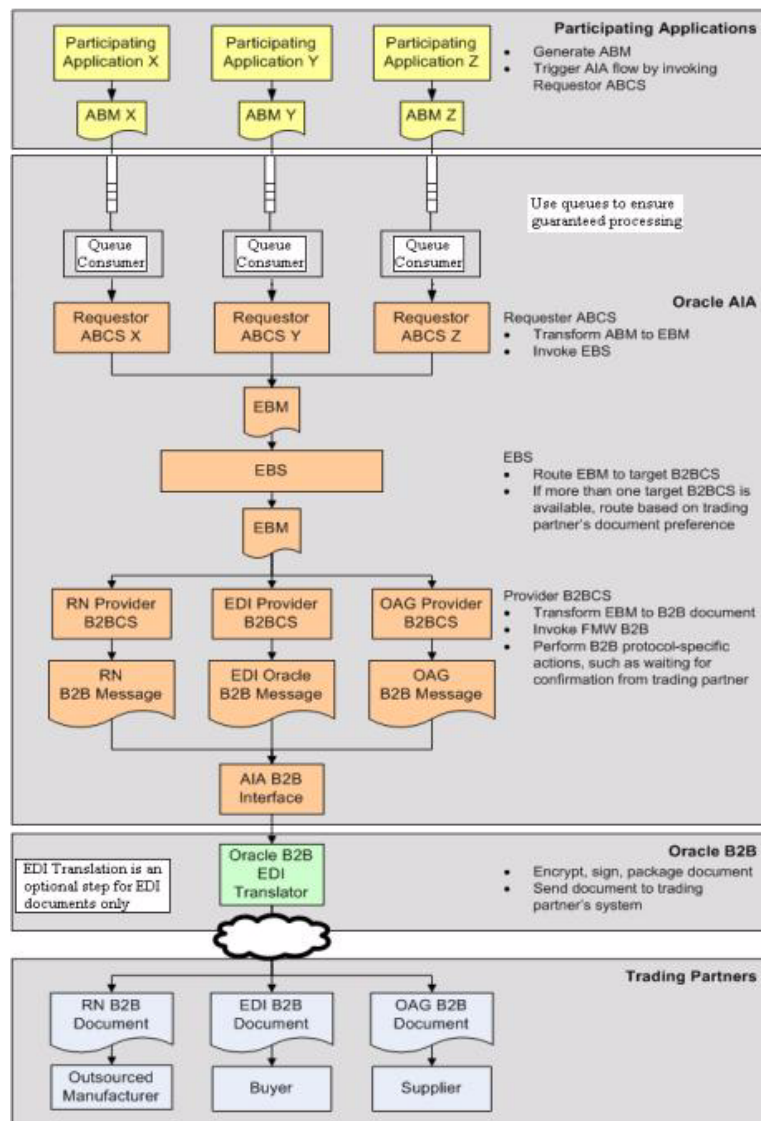 Participating Applications
Participating
Application X
Participating
Application Y
Participating
Application Z
• Generate ABM
• Trigger AIA flow by invoking
Requestor ABCS
ABM X
ABM Y
ABM Z
Use queues to ensure
guaranteed processing
Queue
Consumer
Queue
Consumer
Queue
Consumer
Oracle AIA
Requestor
ABCS X
Requestor
ABCS Y
Requestor
ABCS Z
Requester ABCS
• Transform ABM to EBM
• Invoke EBS
EBM
EBS
EBS
• Route EBM to target B2BCS
• If more than one target B2BCS is
available, route based on trading
partner's document preference
EBM
RN Provider
B2BCS
EDI Provider
B2BCS
OAG Provider
B2BCS
Provider B2BCS
• Transform EBM to B2B document
• Invoke FMW B2B
• Perform B2B protocol-specific
actions, such as waiting for
confirmation from trading partner
RN
B2B Message
EDI Oracle
B2B Message
OAG
B2B Message
AIA B2B
Interface
Oracle B2B
EDI Translation is an
optional step for EDI
documents only
Oracle B2B
EDI
Translator
• Encrypt, sign, package document
• Send document to trading
partner's system
Trading Partners
RN B2B
Document
EDI B2B
Document
OAG B2B
Document
Outsourced
Manufacturer
Buyer
Supplier